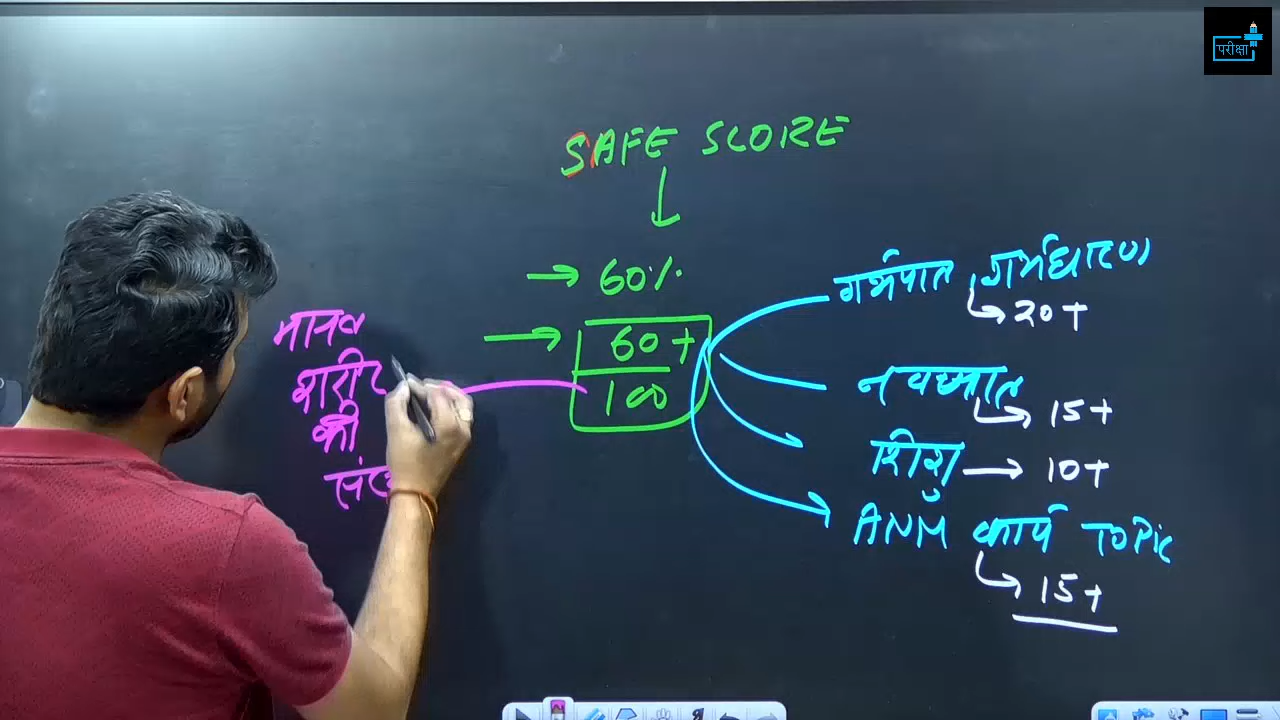 परीक्षा
SAFE SCORE
→ 60%
→ 60+
100
गर्भपात गर्भधारण
→ 20+
नवजात
→ 15+
शिशु → 10+
ANM कार्य TOPIC
→ 15+
मानव
शरीर
की